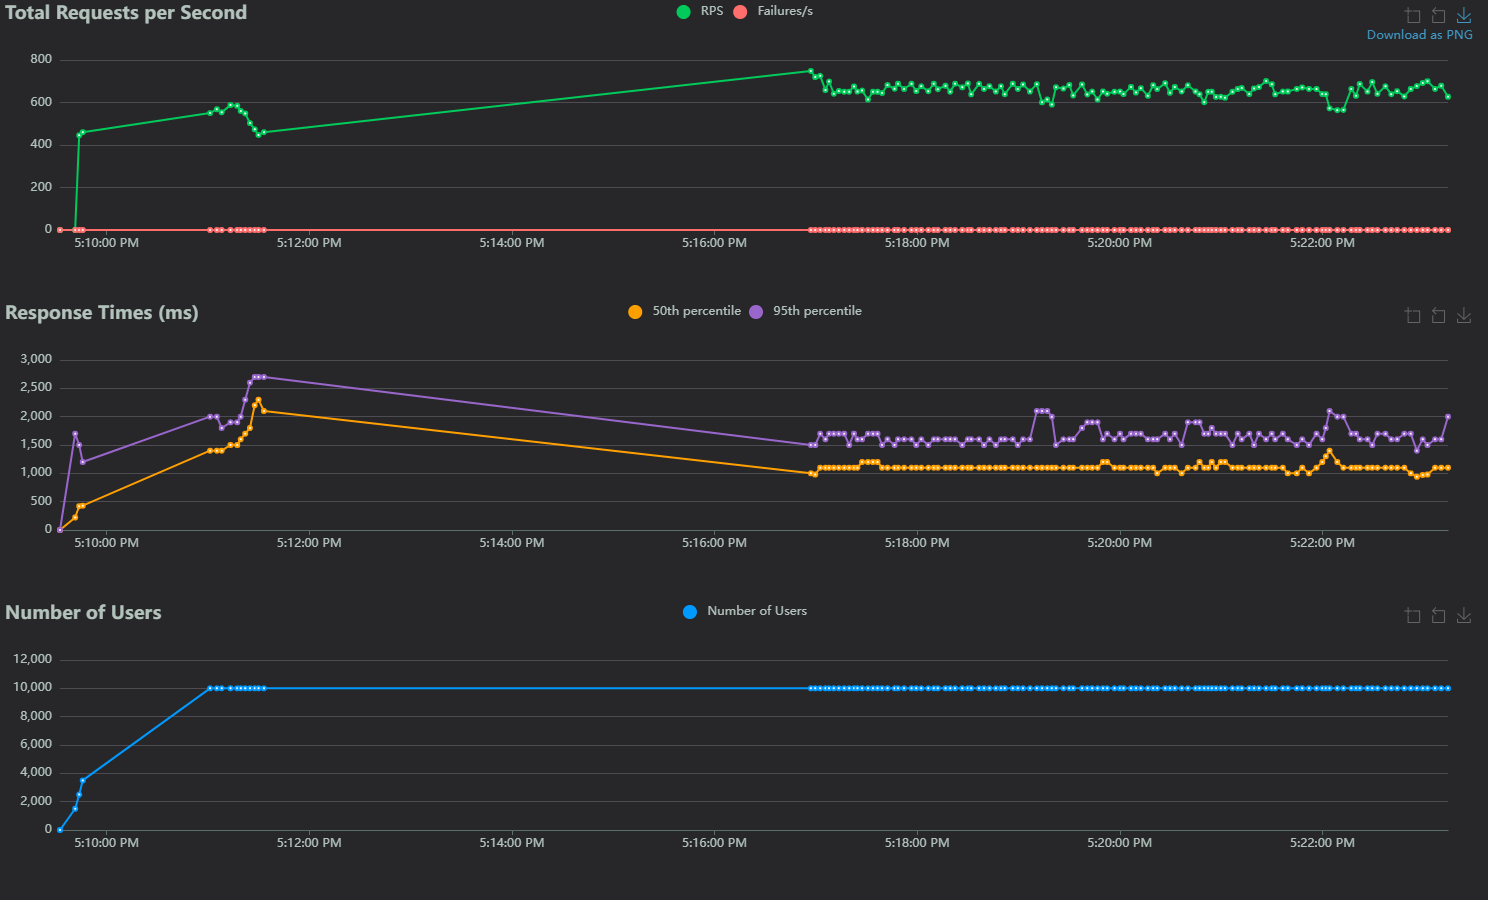 Total Requests per Second
RPS Failures/s
Download as PNG
800
600
400
200
0
5:10:00 PM 5:12:00 PM 5:14:00 PM 5:16:00 PM 5:18:00 PM 5:20:00 PM 5:22:00 PM
Response Times (ms)
50th percentile 95th percentile
3,000
2,500
2,000
1,500
1,000
500
0
5:10:00 PM 5:12:00 PM 5:14:00 PM 5:16:00 PM 5:18:00 PM 5:20:00 PM 5:22:00 PM
Number of Users
Number of Users
12,000
10,000
8,000
6,000
4,000
2,000
0
5:10:00 PM 5:12:00 PM 5:14:00 PM 5:16:00 PM 5:18:00 PM 5:20:00 PM 5:22:00 PM